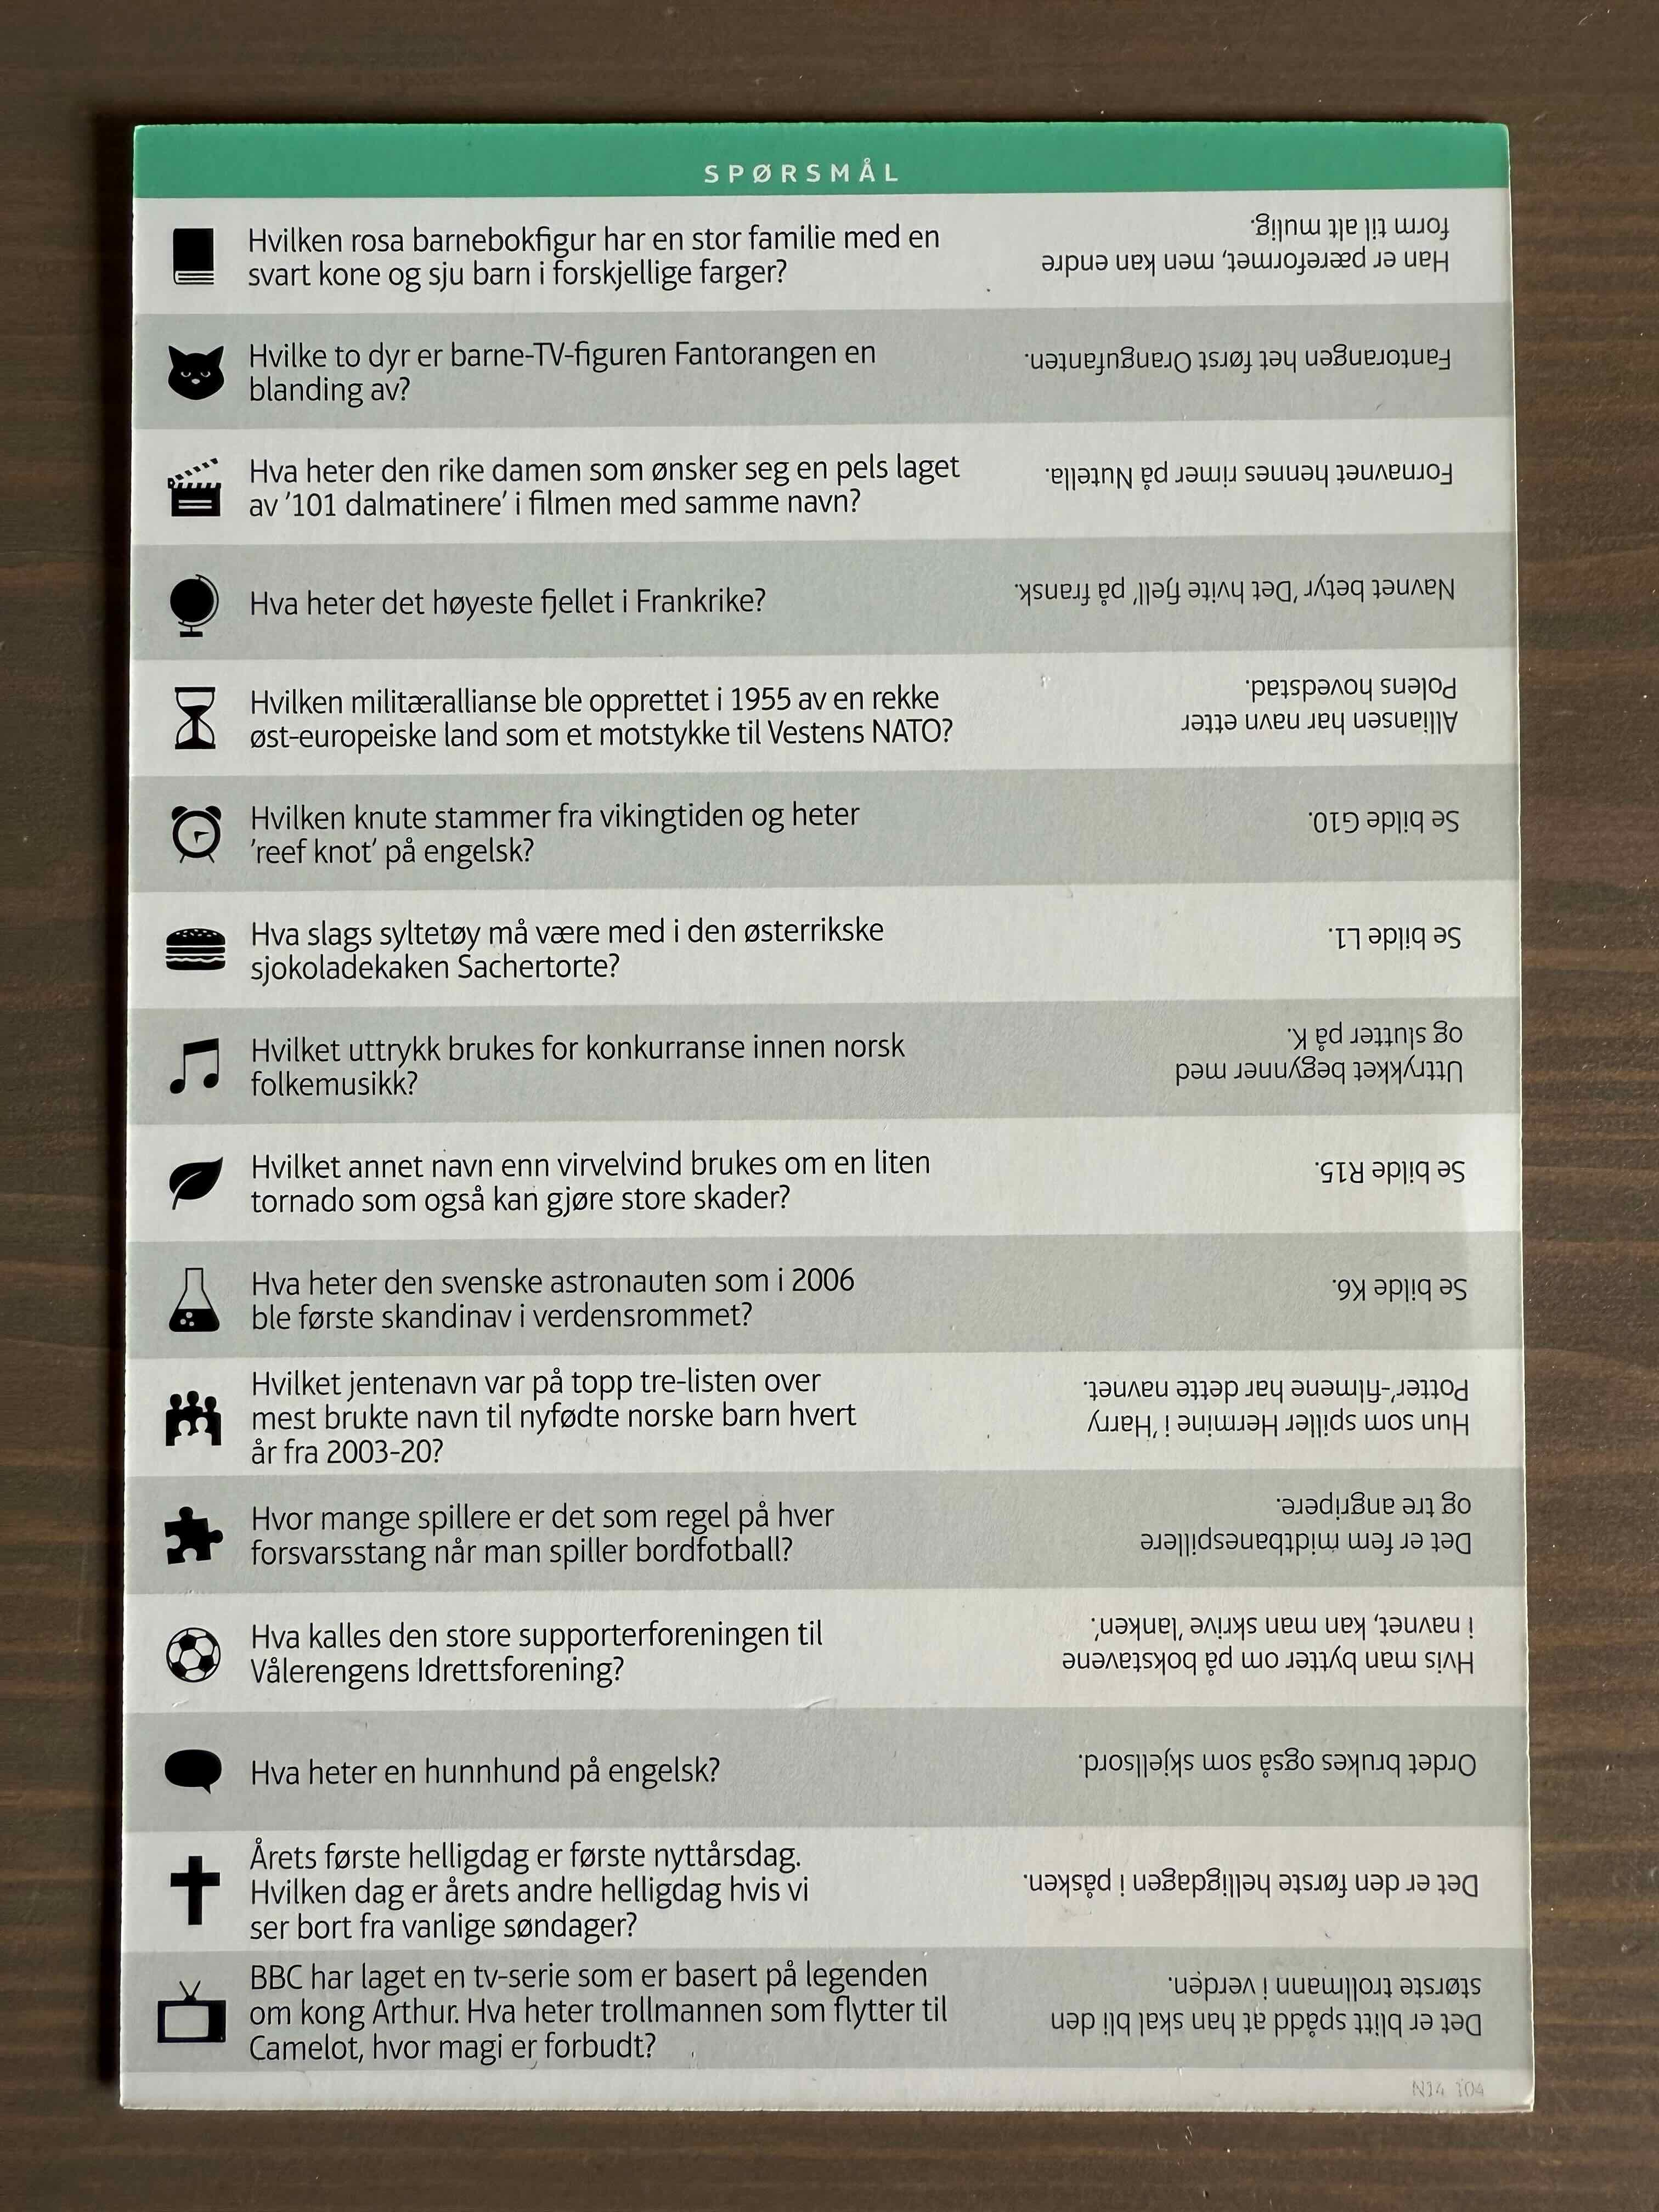 SPØRSMÅL
Hvilken rosa barnebokfigur har en stor familie med en
svart kone og sju barn i forskjellige farger?
Han er pæreformet, men kan endre
form til alt mulig.
Hvilke to dyr er barne-TV-figuren Fantorangen en
blanding av?
Fantorangen het først Orangufanten.
Hva heter den rike damen som ønsker seg en pels laget
av '101 dalmatinere' i filmen med samme navn?
Fornavnet hennes rimer på Nutella.
Hva heter det høyeste fjellet i Frankrike?
Navnet betyr 'Det hvite fjell' på fransk.
Hvilken militærallianse ble opprettet i 1955 av en rekke
øst-europeiske land som et motstykke til Vestens NATO?
Alliansen har navn etter
Polens hovedstad.
Hvilken knute stammer fra vikingtiden og heter
'reef knot' på engelsk?
Se bilde G10.
Hva slags syltetøy må være med i den østerrikske
sjokoladekaken Sachertorte?
Se bilde L1.
Hvilket uttrykk brukes for konkurranse innen norsk
folkemusikk?
Uttrykket begynner med
og slutter på K.
Hvilket annet navn enn virvelvind brukes om en liten
tornado som også kan gjøre store skader?
Se bilde R15.
Hva heter den svenske astronauten som i 2006
ble første skandinav i verdensrommet?
Se bilde K6.
Hvilket jentenavn var på topp tre-listen over
mest brukte navn til nyfødte norske barn hvert
år fra 2003-20?
Hun som spiller Hermine i 'Harry
Potter'-filmene har dette navnet.
Hvor mange spillere er det som regel på hver
forsvarsstang når man spiller bordfotball?
Det er fem midtbanespillere
og tre angripere.
Hva kalles den store supporterforeningen til
Vålerengens Idrettsforening?
Hvis man bytter om på bokstavene
i navnet, kan man skrive 'lanken'.
Hva heter en hunnhund på engelsk?
Ordet brukes også som skjellsord.
Årets første helligdag er første nyttårsdag.
Hvilken dag er årets andre helligdag hvis vi
ser bort fra vanlige søndager?
Det er den første helligdagen i påsken.
BBC har laget en tv-serie som er basert på legenden
om kong Arthur. Hva heter trollmannen som flytter til
Camelot, hvor magi er forbudt?
Det er blitt spådd at han skal bli den
største trollmann i verden.
N14 104